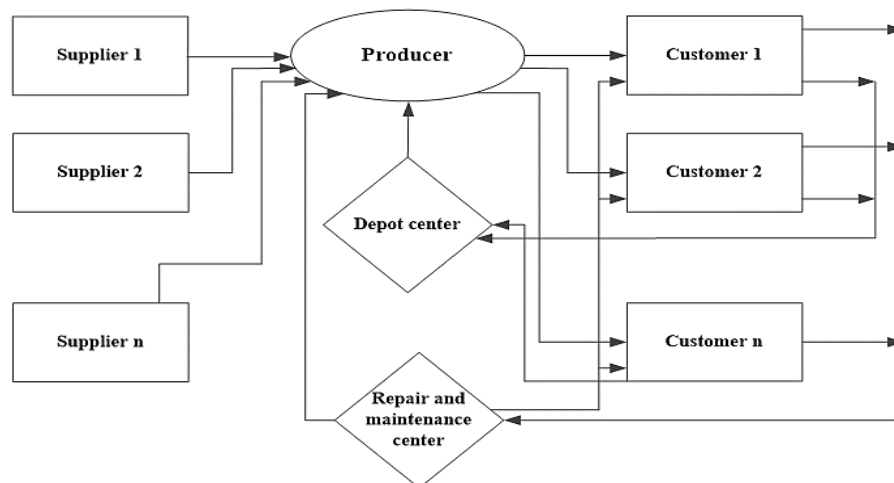 Supplier 1
Producer
Customer 1
Supplier 2
Customer 2
Depot center
Supplier n
Customer n
Repair and
maintenance
center